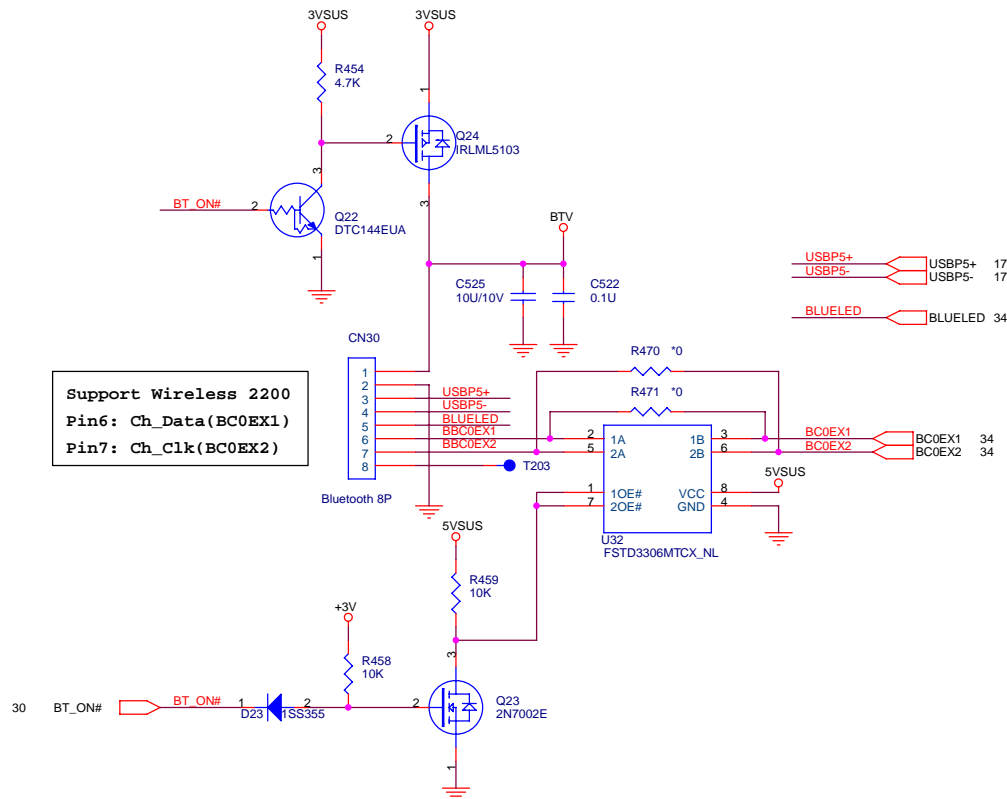 3VSUS
3VSUS
R454
4.7K
1
2
Q24
IRLML5103
3
3
BT_ON#
2
Q22
DTC144EUA
1
BTV
C525
10U/10V
C522
0.1U
USBP5+
USBP5+ 17
USBP5-
USBP5- 17
BLUELED
BLUELED 34
CN30
R470 *0
R471 *0
Support Wireless 2200
Pin6: Ch_Data(BC0EX1)
Pin7: Ch_Clk(BC0EX2)
1
2
3 USBP5+
4 USBP5-
5 BLUELED
6 BBC0EX1
7 BBC0EX2
8 T203
Bluetooth 8P
2 1A 1B 3
5 2A 2B 6
1 1OE# VCC 8
7 2OE# GND 4
U32
FSTD3306MTCX_NL
BC0EX1
BC0EX1 34
BC0EX2
BC0EX2 34
5VSUS
5VSUS
R459
10K
+3V
R458
10K
3
30 BT_ON#
BT_ON#
1 2
D23 1SS355
2
Q23
2N7002E
1